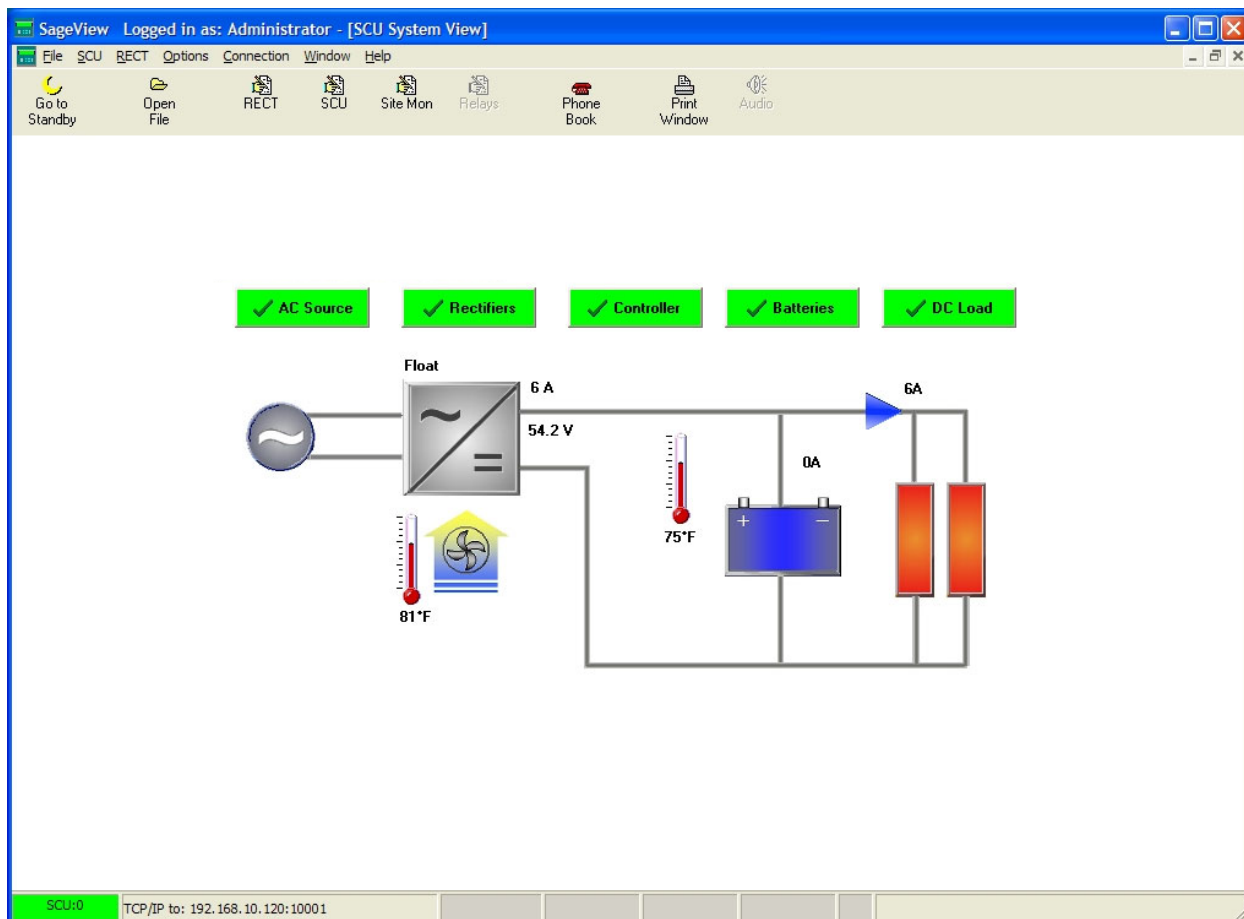 SageView Logged in as: Administrator - [SCU System View]
File SCU RECT Options Connection Window Help
Go to Standby
Open File
RECT
SCU
Site Mon
Relays
Phone Book
Print Window
Audio
AC Source
Rectifiers
Controller
Batteries
DC Load
Float
6 A
54.2 V
6A
0A
75°F
81°F
SCU:0
TCP/IP to: 192.168.10.120:10001